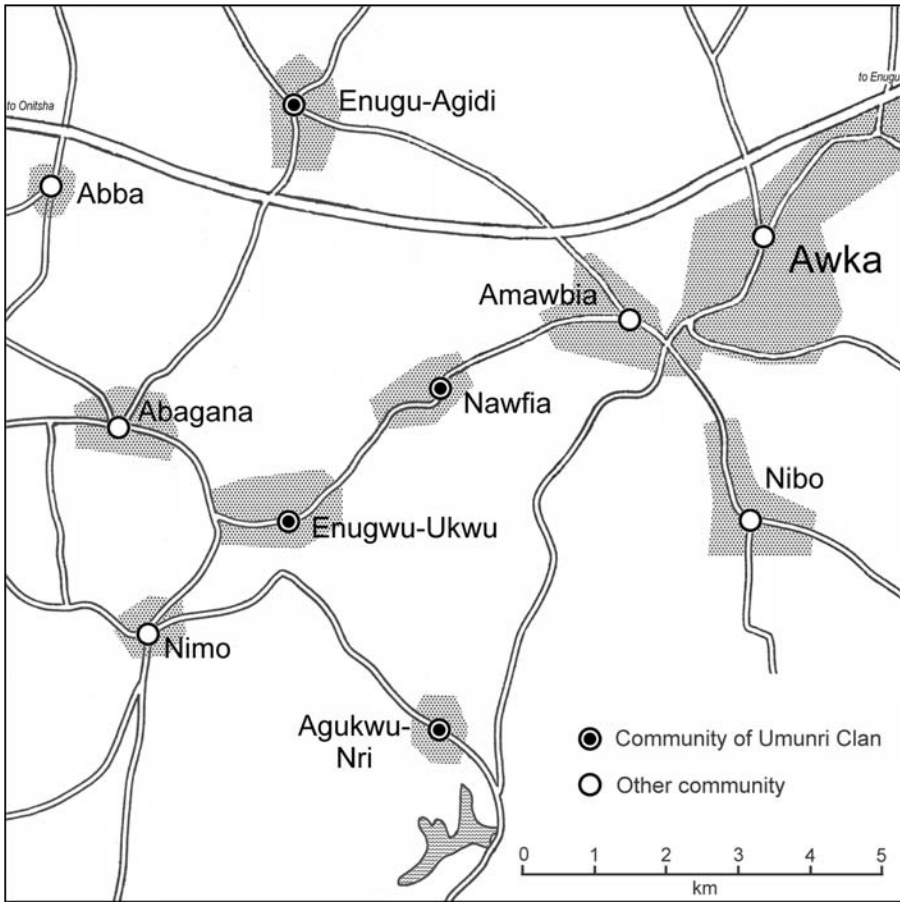 to Enugu
Enugu-Agidi
to Onitsha
Abba
Awka
Amawbia
Nawfia
Abagana
Nibo
Enugwu-Ukwu
Nimo
Agukwu-
Nri
Community of Umunri Clan
Other community
0 1 2 3 4 5
km